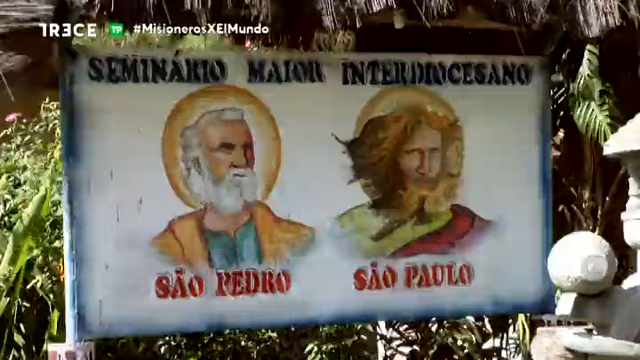 TRECE TP #MisionerosXElMundo
SEMINÁRIO MAIOR INTERDIOCESANO
SÃO PEDRO SÃO PAULO